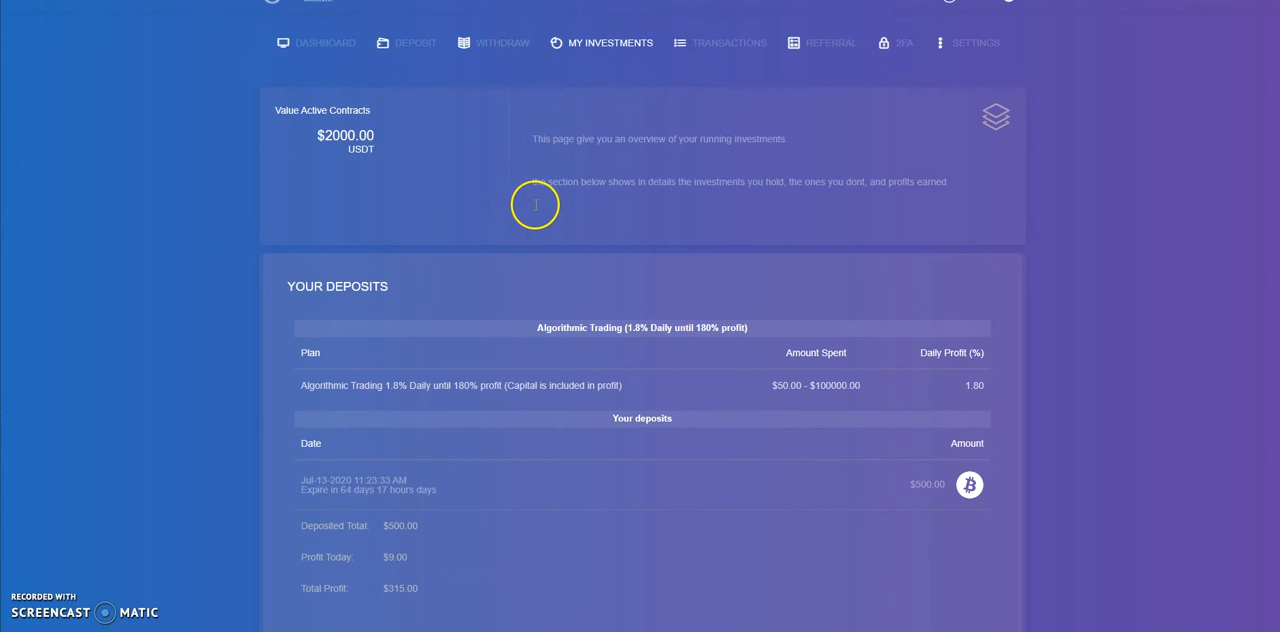 DASHBOARD DEPOSIT WITHDRAW MY INVESTMENTS TRANSACTIONS REFERRAL 2FA SETTINGS
Value Active Contracts
$2000.00
USDT
This page give you an overview of your running investments.
the section below shows in details the investments you hold, the ones you dont, and profits earned
YOUR DEPOSITS
Algorithmic Trading (1.8% Daily until 180% profit)
Plan Amount Spent Daily Profit (%)
Algorithmic Trading 1.8% Daily until 180% profit (Capital is included in profit) $50.00 - $100000.00 1.80
Your deposits
Date Amount
Jul-13-2020 11:23:33 AM
Expire in 64 days 17 hours days $500.00
Deposited Total: $500.00
Profit Today: $9.00
Total Profit: $315.00
RECORDED WITH
SCREENCAST MATIC